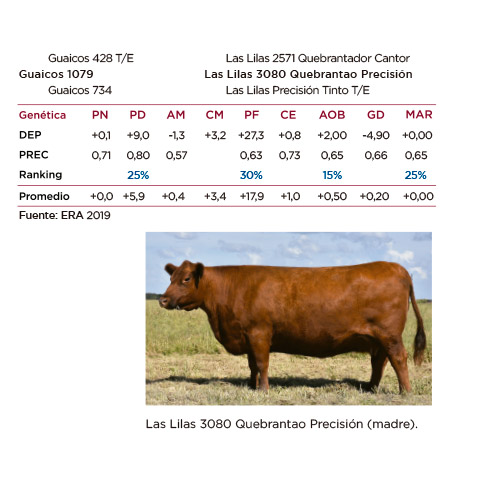 Guaicos 428 T/E Las Lilas 2571 Quebrantador Cantor
Guaicos 1079 Las Lilas 3080 Quebrantao Precisión
Guaicos 734 Las Lilas Precisión Tinto T/E
Genética PN PD AM CM PF CE AOB GD MAR
DEP +0,1 +9,0 -1,3 +3,2 +27,3 +0,8 +2,00 -4,90 +0,00
PREC 0,71 0,80 0,57 0,63 0,73 0,65 0,66 0,65
Ranking 25% 30% 15% 25%
Promedio +0,0 +5,9 +0,4 +3,4 +17,9 +1,0 +0,50 +0,20 +0,00
Fuente: ERA 2019
Las Lilas 3080 Quebrantao Precisión (madre).